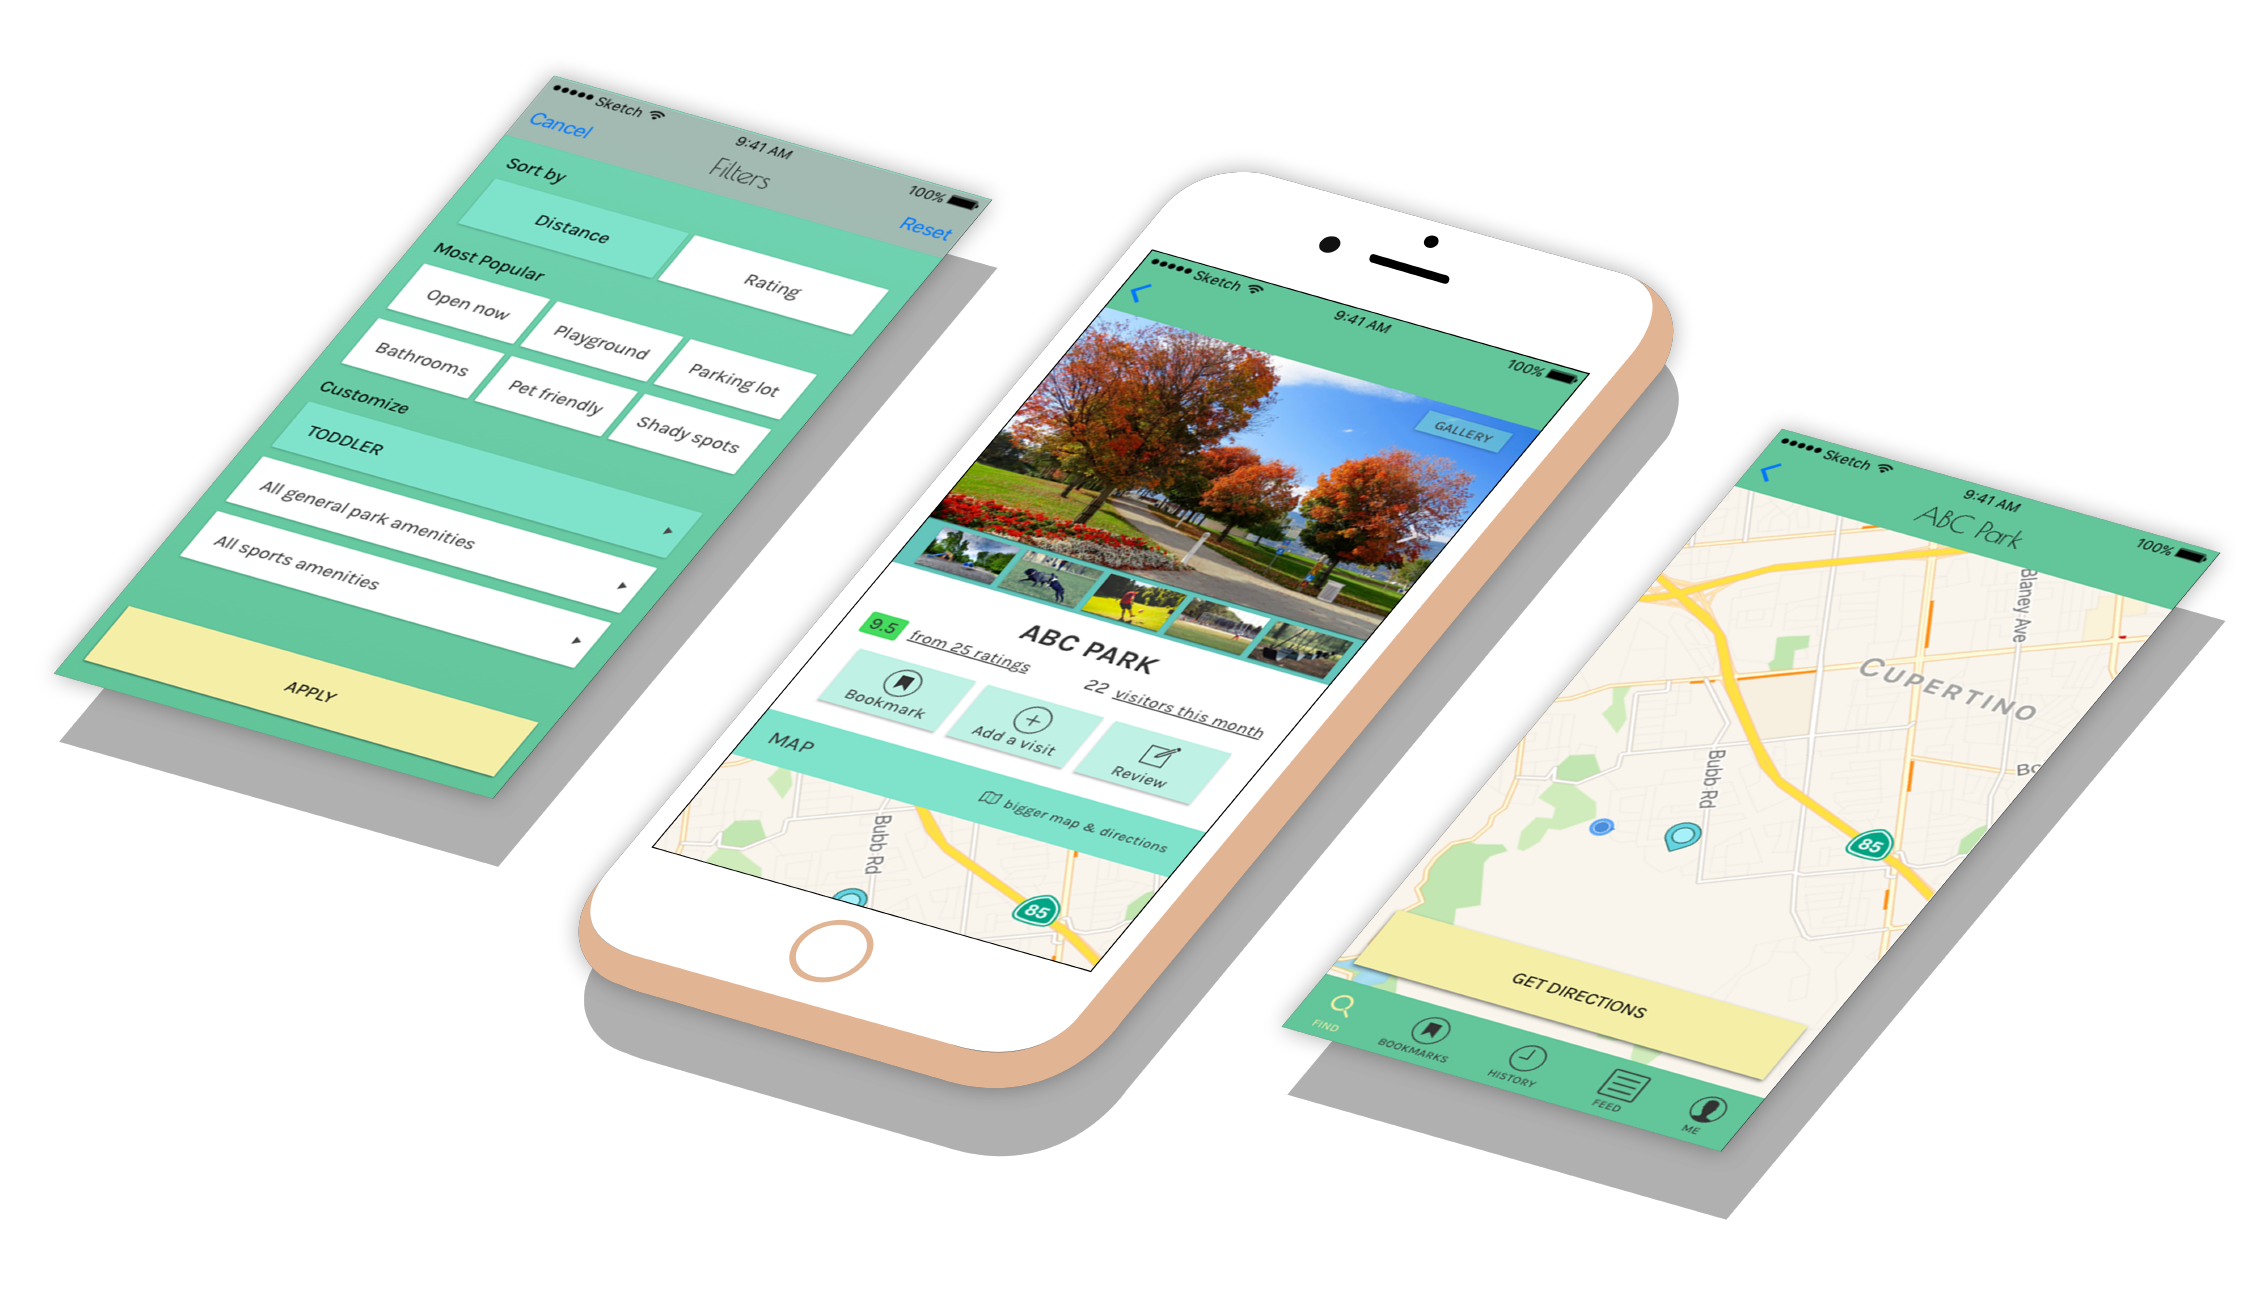 Sketch
9:41 AM
100%
Cancel
Filters
Reset
Sort by
Distance
Rating
Most Popular
Open now
Playground
Parking lot
Bathrooms
Pet friendly
Shady spots
Customize
TODDLER
All general park amenities
All sports amenities
APPLY
Sketch
9:41 AM
100%
GALLERY
ABC PARK
9.5
from 25 ratings
22 visitors this month
Bookmark
Add a visit
Review
MAP
bigger map & directions
Bubb Rd
85
Sketch
9:41 AM
100%
ABC Park
Blaney Ave
CUPERTINO
Bubb Rd
85
GET DIRECTIONS
FIND
BOOKMARKS
HISTORY
FEED
ME